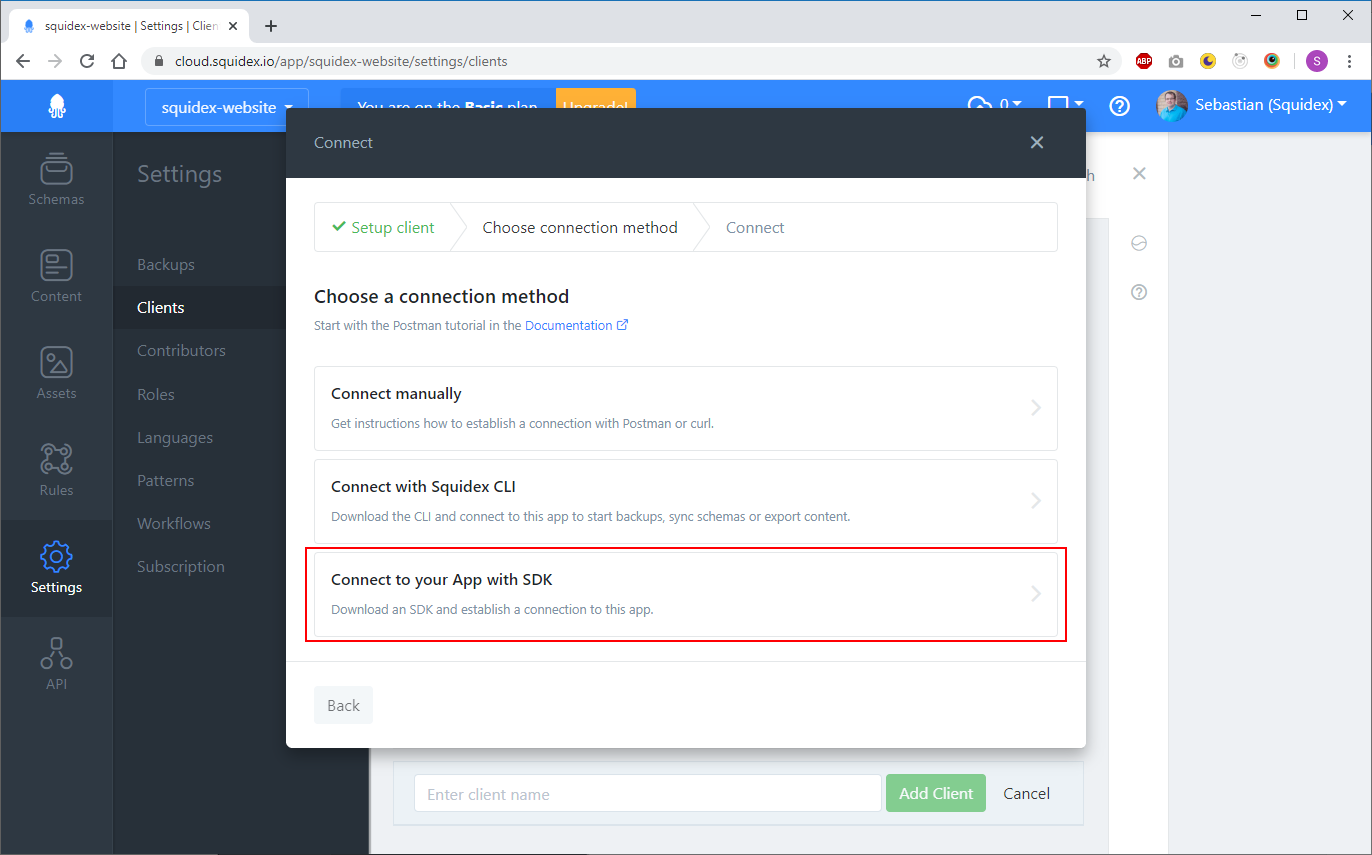 squidex-website | Settings | Clien
cloud.squidex.io/app/squidex-website/settings/clients
ABP
S
squidex-website
You are on the Basic plan
Upgrade!
0
Sebastian (Squidex)
Schemas
Content
Assets
Rules
Settings
API
Settings
Backups
Clients
Contributors
Roles
Languages
Patterns
Workflows
Subscription
Connect
h
Setup client
Choose connection method
Connect
Choose a connection method
Start with the Postman tutorial in the Documentation
Connect manually
Get instructions how to establish a connection with Postman or curl.
Connect with Squidex CLI
Download the CLI and connect to this app to start backups, sync schemas or export content.
Connect to your App with SDK
Download an SDK and establish a connection to this app.
Back
Enter client name
Add Client
Cancel